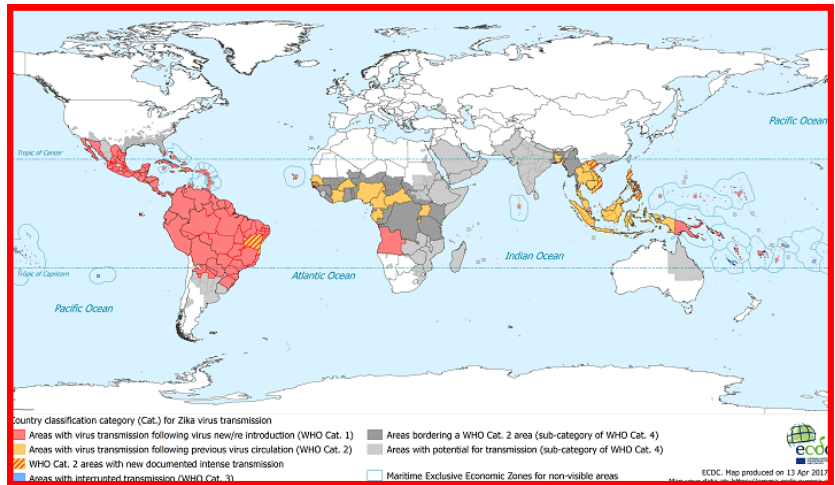 Pacific Ocean
Tropic of Cancer
Indian Ocean
Tropic of Capricorn
Atlantic Ocean
Pacific Ocean
Country classification category (Cat.) for Zika virus transmission
Areas with virus transmission following virus new/re introduction (WHO Cat. 1)
Areas with virus transmission following previous virus circulation (WHO Cat. 2)
WHO Cat. 2 areas with new documented intense transmission
Areas with interrupted transmission (WHO Cat. 3)
Areas bordering a WHO Cat. 2 area (sub-category of WHO Cat. 4)
Areas with potential for transmission (sub-category of WHO Cat. 4)
Maritime Exclusive Economic Zones for non-visible areas
ecdc
ECDC. Map produced on 13 Apr 2017